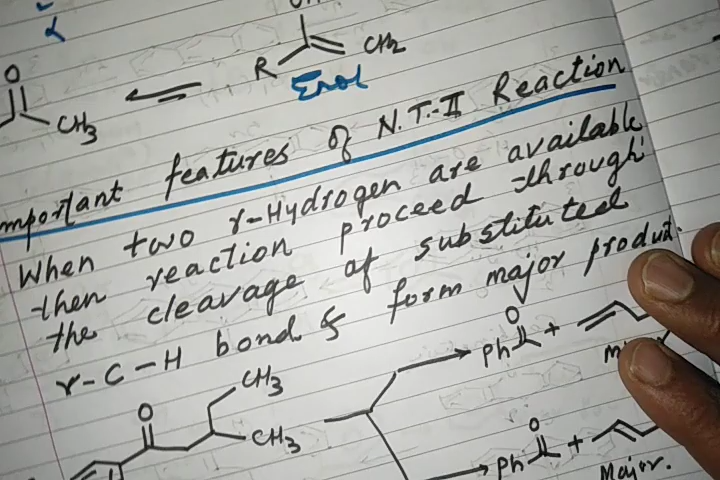 O
CH3
R
CH2
Enol
Important features of N.T.-II Reaction
When two γ-Hydrogen are available
then reaction proceed through
the cleavage of substituted
γ-C-H bond & form major product.
O
CH3
CH3
O
Ph
+
O
Ph
+
Major.